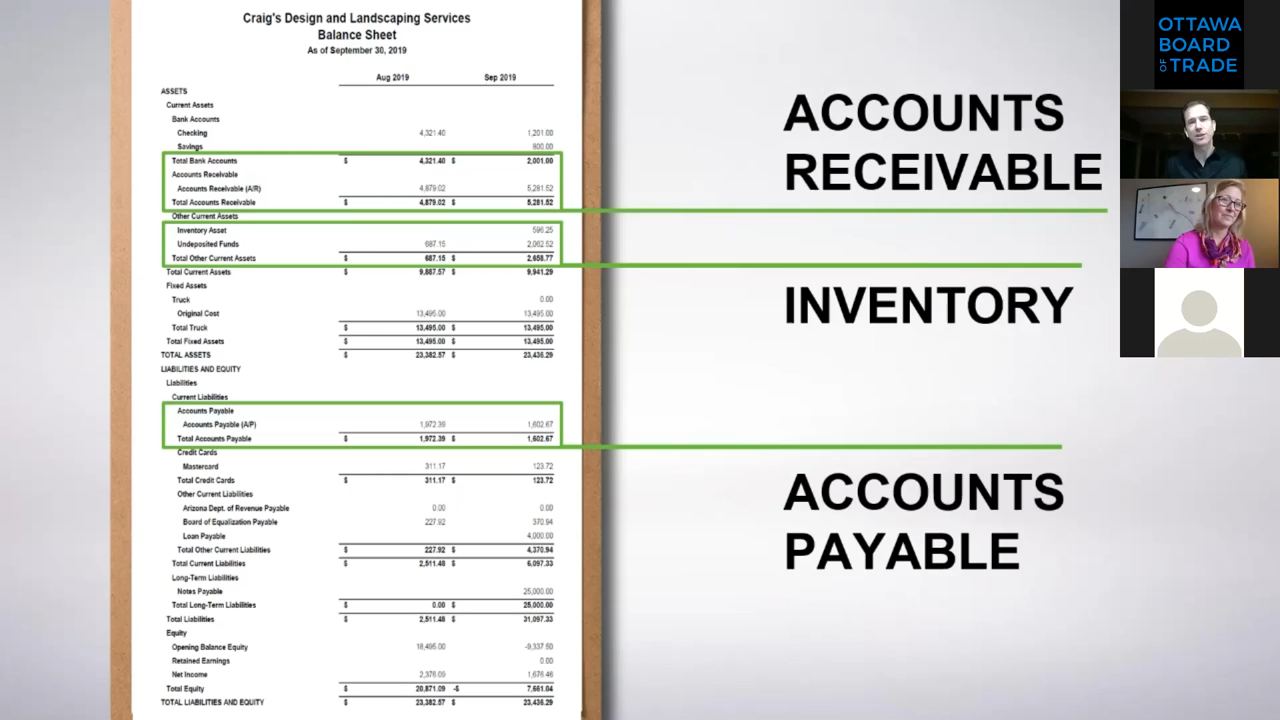 Craig's Design and Landscaping Services
Balance Sheet
As of September 30, 2019
Aug 2019 Sep 2019
ASSETS
Current Assets
Bank Accounts
Checking 4,321.40 1,201.00
Savings 800.00
Total Bank Accounts $ 4,321.40 $ 2,001.00
Accounts Receivable
Accounts Receivable (A/R) 4,879.02 5,281.52
Total Accounts Receivable $ 4,879.02 $ 5,281.52
Other Current Assets
Inventory Asset 596.25
Undeposited Funds 687.15 2,062.52
Total Other Current Assets $ 687.15 $ 2,658.77
Total Current Assets $ 9,887.57 $ 9,941.29
Fixed Assets
Truck 0.00
Original Cost 13,495.00 13,495.00
Total Truck $ 13,495.00 $ 13,495.00
Total Fixed Assets $ 13,495.00 $ 13,495.00
TOTAL ASSETS $ 23,382.57 $ 23,436.29
LIABILITIES AND EQUITY
Liabilities
Current Liabilities
Accounts Payable
Accounts Payable (A/P) 1,972.39 1,602.67
Total Accounts Payable $ 1,972.39 $ 1,602.67
Credit Cards
Mastercard 311.17 123.72
Total Credit Cards $ 311.17 $ 123.72
Other Current Liabilities
Arizona Dept. of Revenue Payable 0.00 0.00
Board of Equalization Payable 227.92 370.94
Loan Payable 4,000.00
Total Other Current Liabilities $ 227.92 $ 4,370.94
Total Current Liabilities $ 2,511.48 $ 6,097.33
Long-Term Liabilities
Notes Payable 25,000.00
Total Long-Term Liabilities $ 0.00 $ 25,000.00
Total Liabilities $ 2,511.48 $ 31,097.33
Equity
Opening Balance Equity 18,495.00 -9,337.50
Retained Earnings 0.00
Net Income 2,376.09 1,676.46
Total Equity $ 20,871.09 -$ 7,661.04
TOTAL LIABILITIES AND EQUITY $ 23,382.57 $ 23,436.29
ACCOUNTS
RECEIVABLE
INVENTORY
ACCOUNTS
PAYABLE
OTTAWA
BOARD
OF TRADE